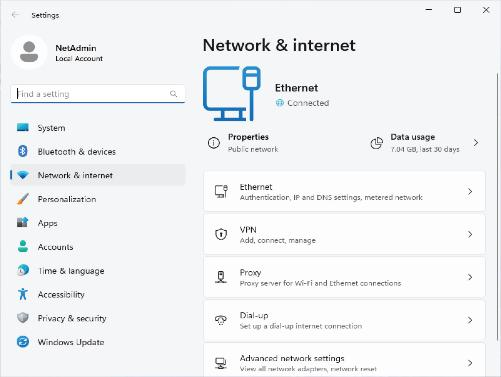 Settings
NetAdmin
Local Account
Find a setting
System
Bluetooth & devices
Network & internet
Personalization
Apps
Accounts
Time & language
Accessibility
Privacy & security
Windows Update
Network & internet
Ethernet
Connected
Properties
Public network
Data usage
7.04 GB, last 30 days
Ethernet
Authentication, IP and DNS settings, metered network
VPN
Add, connect, manage
Proxy
Proxy server for Wi-Fi and Ethernet connections
Dial-up
Set up a dial-up internet connection
Advanced network settings
View all network adapters, network reset